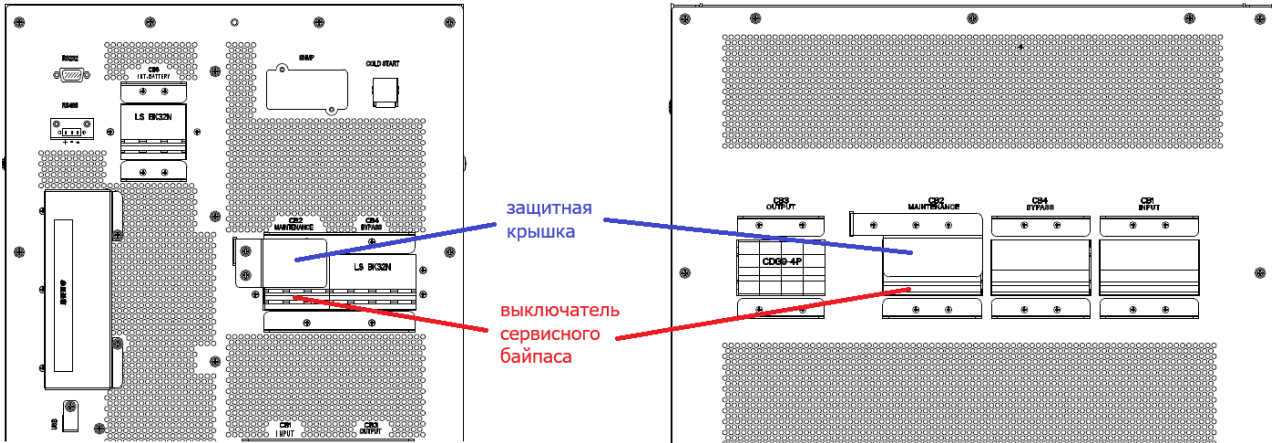 RS232
CB5
INT.BATTERY
SNMP
COLD START
RS485
LS BK32N
+ - *
CB2
MAINTENANCE
CB4
BYPASS
LS BK32N
USB
CB1
INPUT
CB3
OUTPUT
защитная
крышка
выключатель
сервисного
байпаса
CB3
OUTPUT
CB2
MAINTENANCE
CB4
BYPASS
CB1
INPUT
CDG9-4P